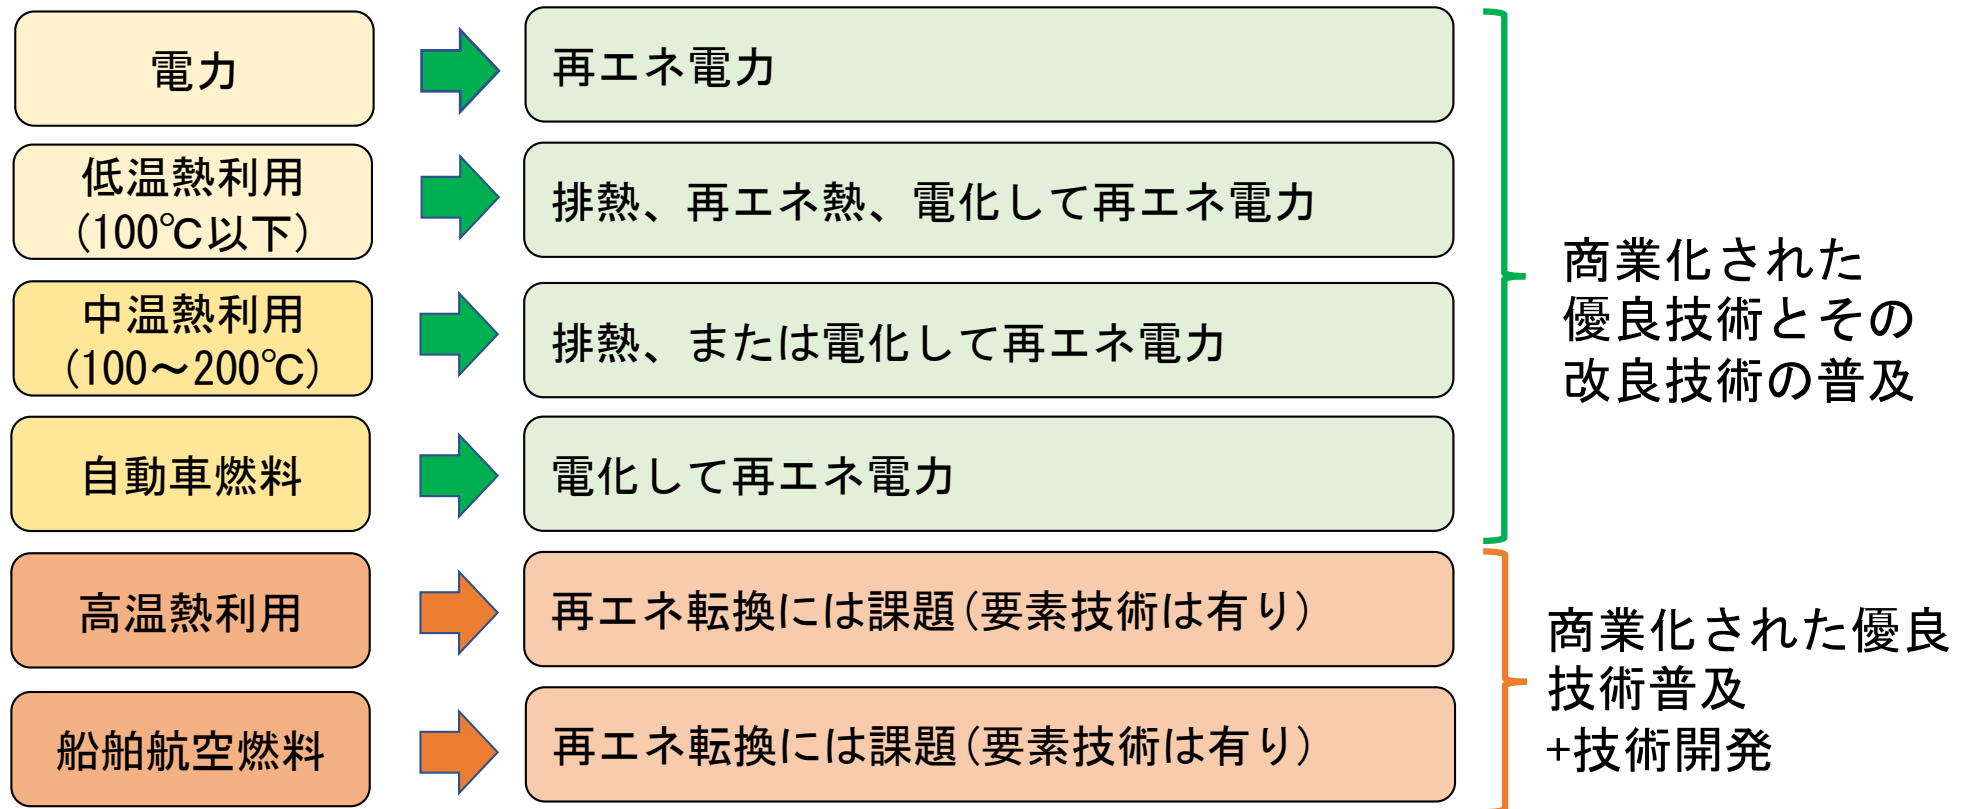 電力
再エネ電力
低温熱利用
(100℃以下)
排熱、再エネ熱、電化して再エネ電力
中温熱利用
(100～200℃)
排熱、または電化して再エネ電力
自動車燃料
電化して再エネ電力
商業化された
優良技術とその
改良技術の普及
高温熱利用
再エネ転換には課題(要素技術は有り)
船舶航空燃料
再エネ転換には課題(要素技術は有り)
商業化された優良
技術普及
+技術開発